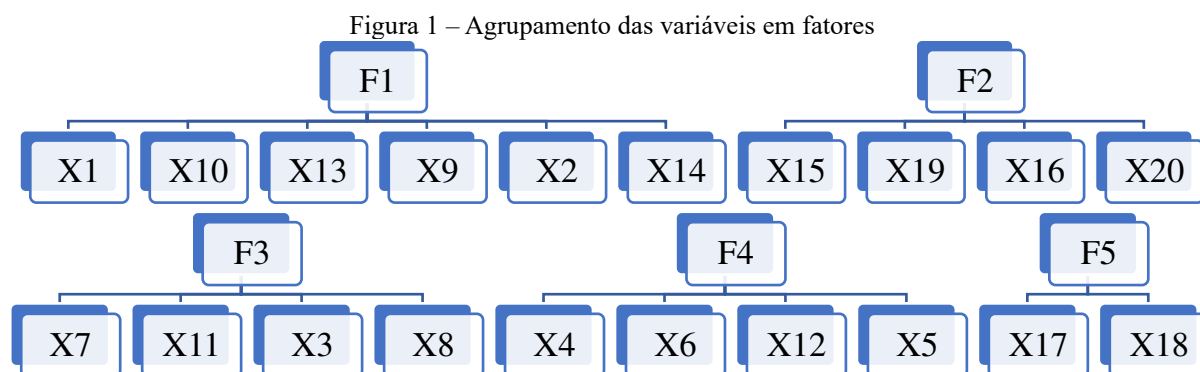 Figura 1 – Agrupamento das variáveis em fatores
F1 F2
X1 X10 X13 X9 X2 X14 X15 X19 X16 X20
F3 F4 F5
X7 X11 X3 X8 X4 X6 X12 X5 X17 X18